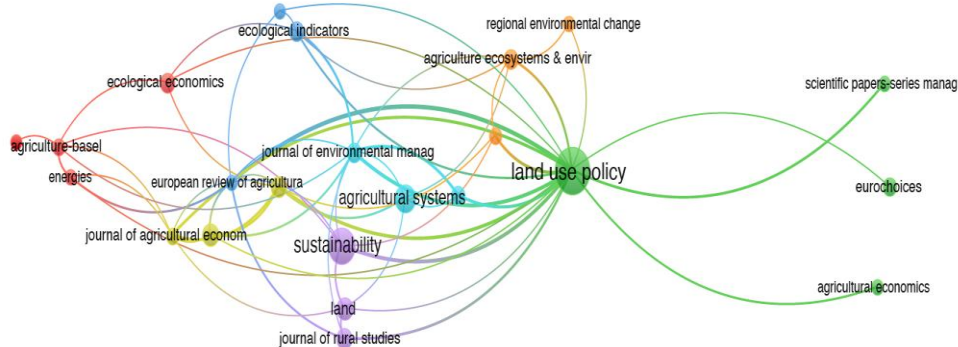 regional environmental change
ecological indicators
agriculture ecosystems & envir
ecological economics
scientific papers-series manag
agriculture-basel
journal of environmental manag
energies
european review of agricultura
land use policy
eurochoices
agricultural systems
journal of agricultural econom
sustainability
agricultural economics
land
journal of rural studies